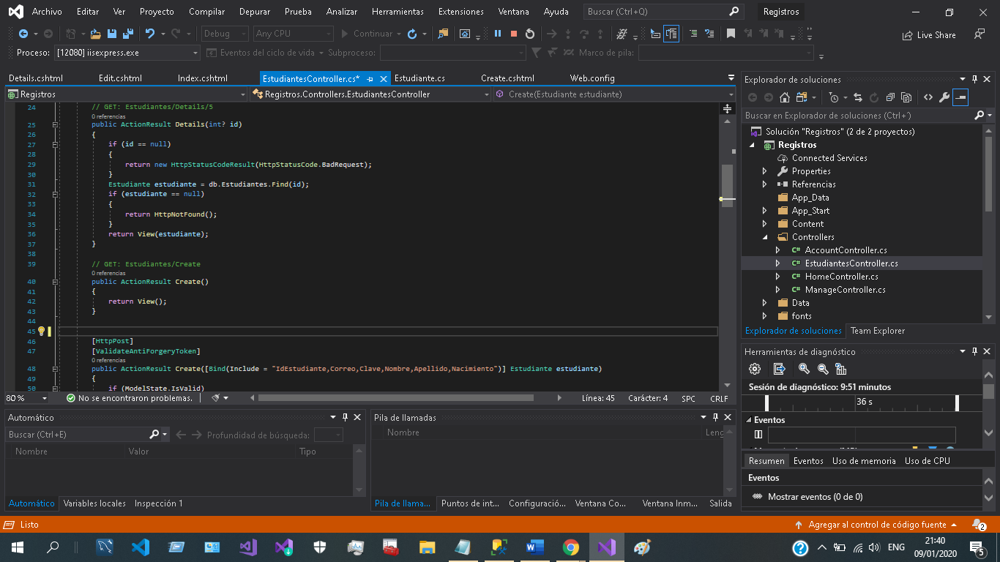 Archivo Editar Ver Proyecto Compilar Depurar Prueba Analizar Herramientas Extensiones Ventana Ayuda Buscar (Ctrl+Q) Registros
Debug Any CPU Continuar Live Share
Proceso: [12080] iisexpress.exe Eventos del ciclo de vida Subproceso: Marco de pila:
Details.cshtml Edit.cshtml Index.cshtml EstudiantesController.cs* Estudiante.cs Create.cshtml Web.config
Registros Registros.Controllers.EstudiantesController Create(Estudiante estudiante)
24 // GET: Estudiantes/Details/5
0 referencias
25 public ActionResult Details(int? id)
26 {
27 if (id == null)
28 {
29 return new HttpStatusCodeResult(HttpStatusCode.BadRequest);
30 }
31 Estudiante estudiante = db.Estudiantes.Find(id);
32 if (estudiante == null)
33 {
34 return HttpNotFound();
35 }
36 return View(estudiante);
37 }
38
39 // GET: Estudiantes/Create
0 referencias
40 public ActionResult Create()
41 {
42 return View();
43 }
44
45
46 [HttpPost]
47 [ValidateAntiForgeryToken]
0 referencias
48 public ActionResult Create([Bind(Include = "IdEstudiante,Correo,Clave,Nombre,Apellido,Nacimiento")] Estudiante estudiante)
49 {
50 if (ModelState.IsValid)
80 % No se encontraron problemas. Línea: 45 Carácter: 4 SPC CRLF
Explorador de soluciones
Buscar en Explorador de soluciones (Ctrl+´)
Solución "Registros" (2 de 2 proyectos)
Registros
Connected Services
Properties
Referencias
App_Data
App_Start
Content
Controllers
C# AccountController.cs
C# EstudiantesController.cs
C# HomeController.cs
C# ManageController.cs
Data
fonts
Explorador de soluciones Team Explorer
Herramientas de diagnóstico
Sesión de diagnóstico: 9:51 minutos
36 s
Eventos
Resumen Eventos Uso de memoria Uso de CPU
Eventos
Mostrar eventos (0 de 0)
Automático
Buscar (Ctrl+E) Profundidad de búsqueda:
Nombre Valor Tipo
Automático Variables locales Inspección 1
Pila de llamadas
Nombre Leng
Pila de llama... Puntos de int... Configuració... Ventana Co... Ventana Inm... Salida
Listo Agregar al control de código fuente 2
ENG 21:40
09/01/2020 5